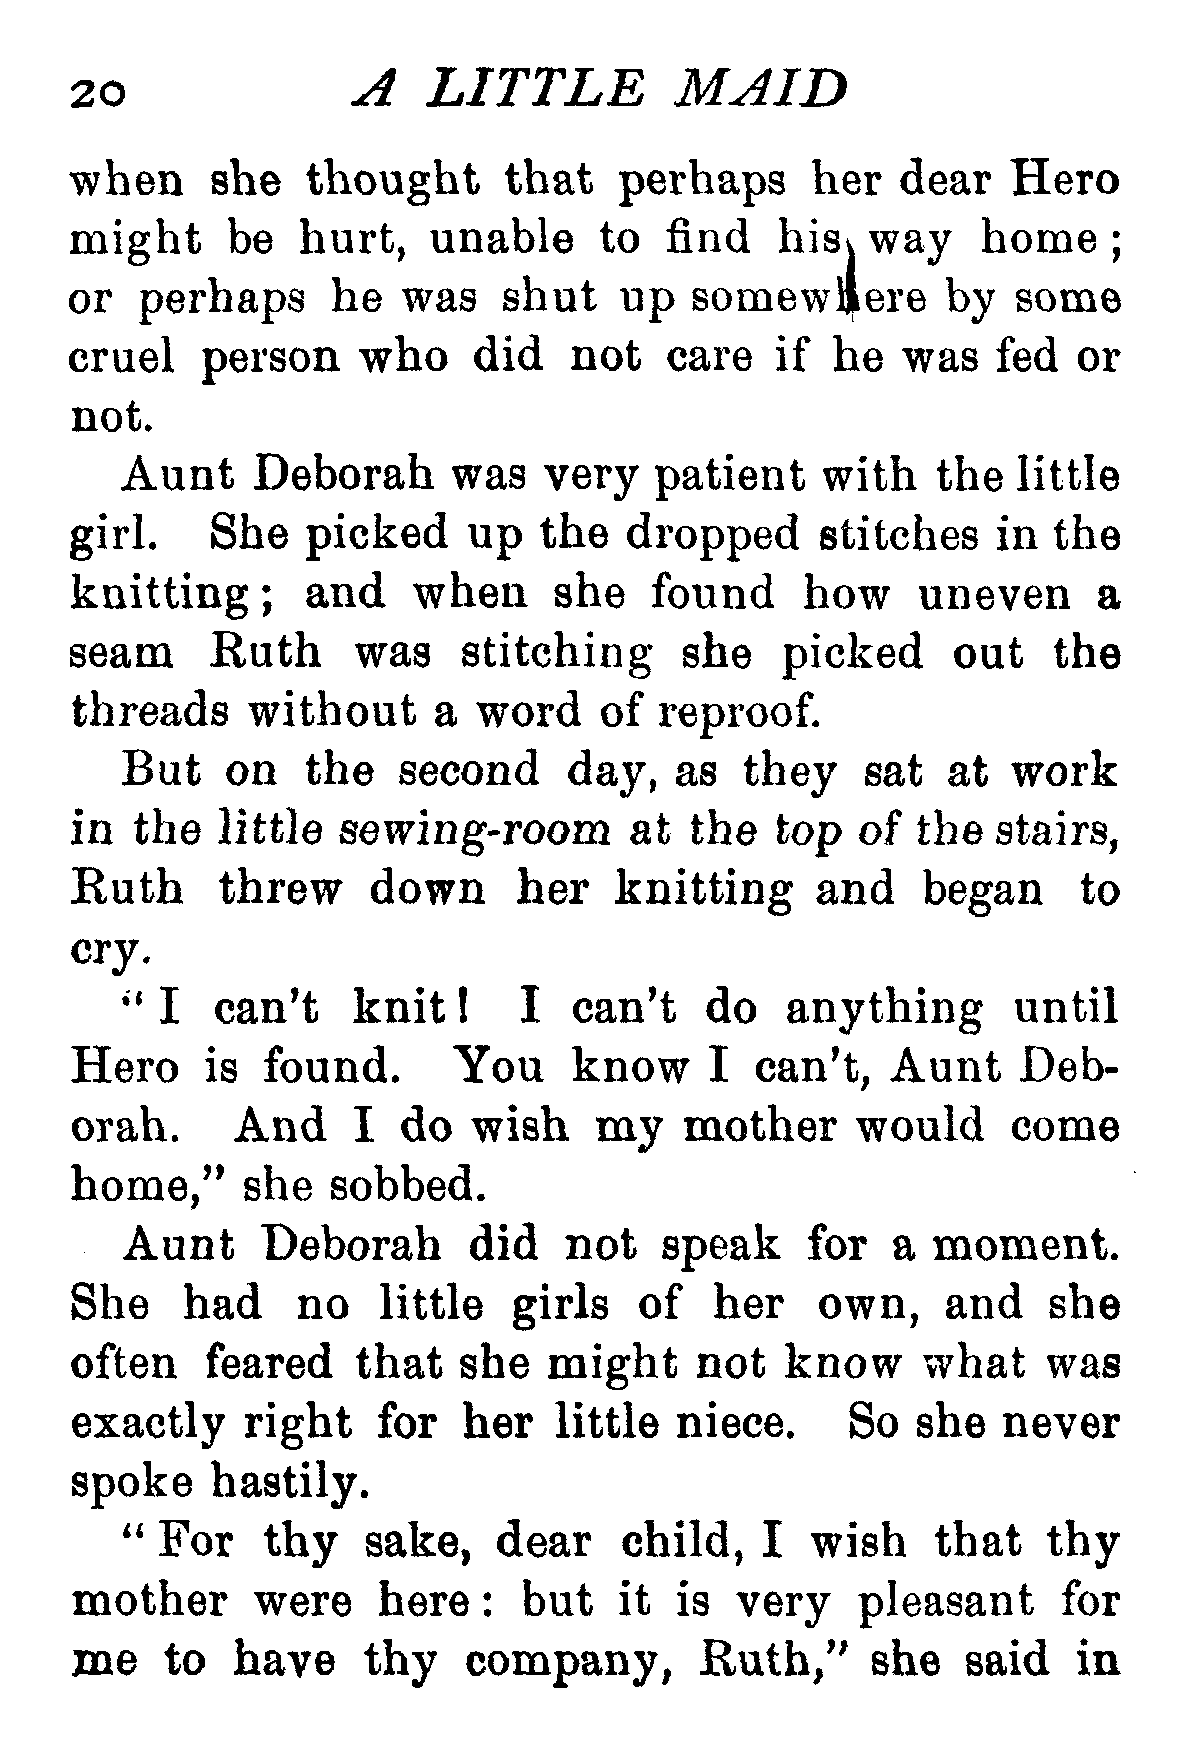 20 A LITTLE MAID
when she thought that perhaps her dear Hero
might be hurt, unable to find his way home;
or perhaps he was shut up somewhere by some
cruel person who did not care if he was fed or
not.
Aunt Deborah was very patient with the little
girl. She picked up the dropped stitches in the
knitting; and when she found how uneven a
seam Ruth was stitching she picked out the
threads without a word of reproof.
But on the second day, as they sat at work
in the little sewing-room at the top of the stairs,
Ruth threw down her knitting and began to
cry.
"I can't knit! I can't do anything until
Hero is found. You know I can't, Aunt Deb-
orah. And I do wish my mother would come
home," she sobbed.
Aunt Deborah did not speak for a moment.
She had no little girls of her own, and she
often feared that she might not know what was
exactly right for her little niece. So she never
spoke hastily.
"For thy sake, dear child, I wish that thy
mother were here: but it is very pleasant for
me to have thy company, Ruth," she said in